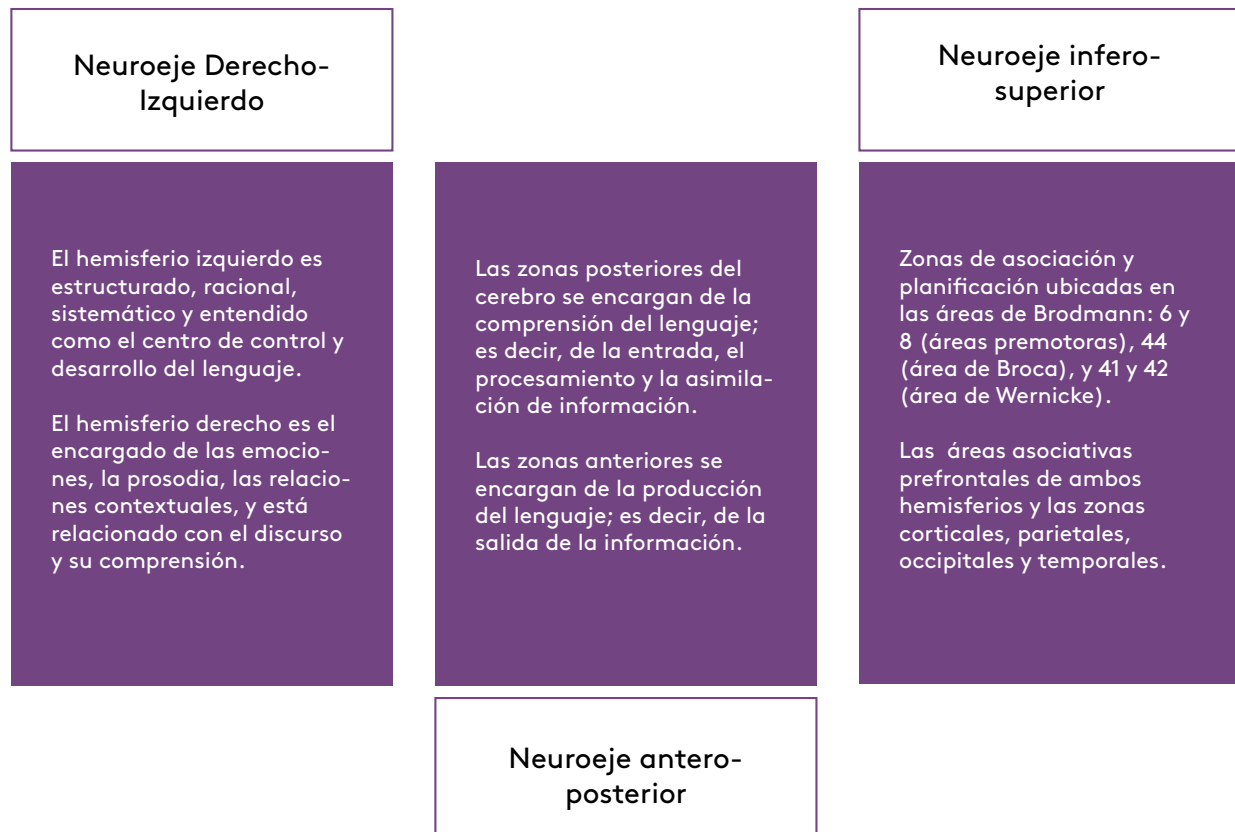 Neuroeje Derecho-
Izquierdo
El hemisferio izquierdo es
estructurado, racional,
sistemático y entendido
como el centro de control y
desarrollo del lenguaje.
El hemisferio derecho es el
encargado de las emocio-
nes, la prosodia, las relacio-
nes contextuales, y está
relacionado con el discurso
y su comprensión.
Las zonas posteriores del
cerebro se encargan de la
comprensión del lenguaje;
es decir, de la entrada, el
procesamiento y la asimila-
ción de información.
Las zonas anteriores se
encargan de la producción
del lenguaje; es decir, de la
salida de la información.
Neuroeje antero-
posterior
Neuroeje infero-
superior
Zonas de asociación y
planificación ubicadas en
las áreas de Brodmann: 6 y
8 (áreas premotoras), 44
(área de Broca), y 41 y 42
(área de Wernicke).
Las áreas asociativas
prefrontales de ambos
hemisferios y las zonas
corticales, parietales,
occipitales y temporales.